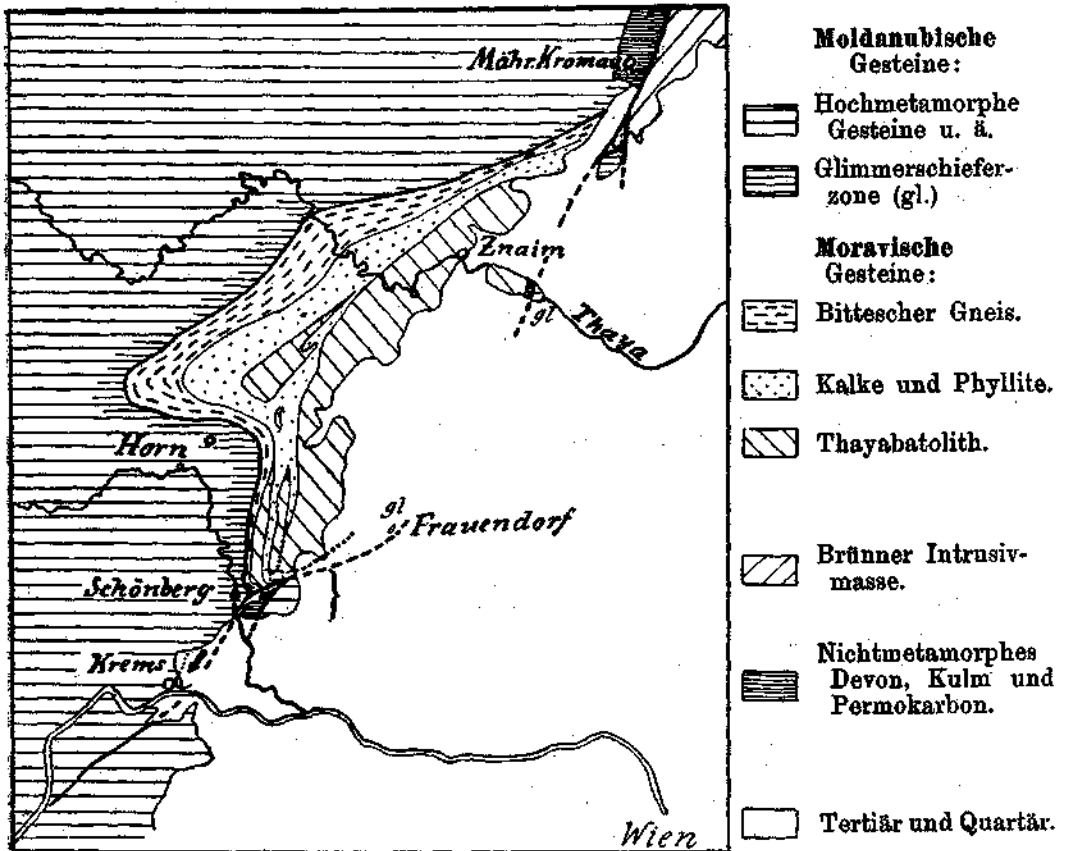 Mähr. Kromau
Znaim
gl
Thaya
Horn
gl
Frauendorf
Schönberg
Krems
Wien
Moldanubische
Gesteine:
Hochmetamorphe
Gesteine u. ä.
Glimmerschiefer-
zone (gl.)
Moravische
Gesteine:
Bittescher Gneis.
Kalke und Phyllite.
Thayabatolith.
Brünner Intrusiv-
masse.
Nichtmetamorphes
Devon, Kulm und
Permokarbon.
Tertiär und Quartär.